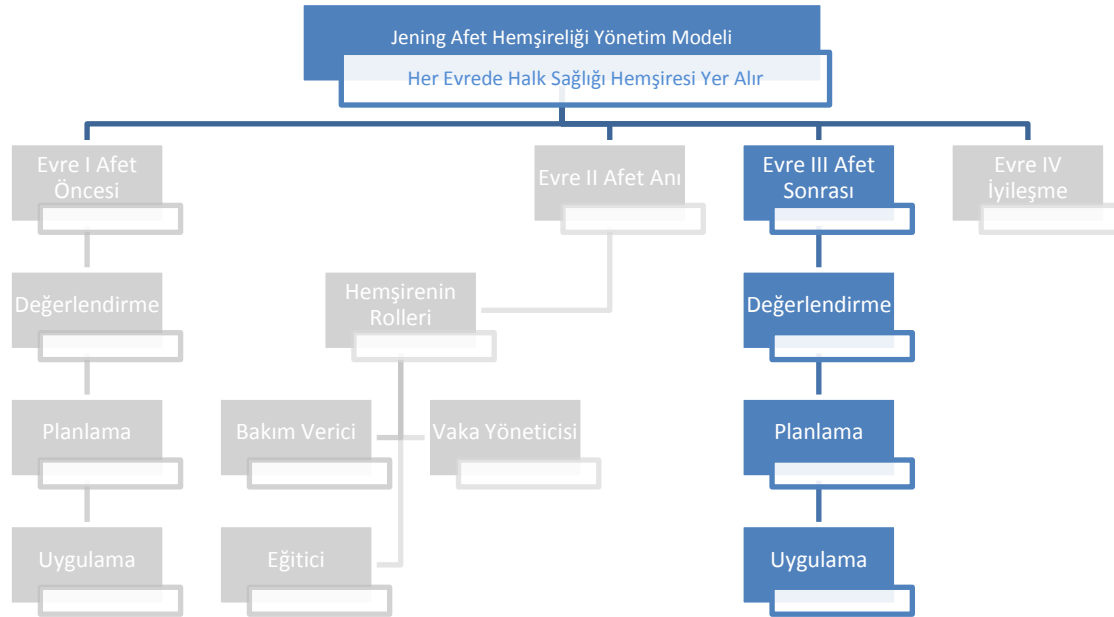 Jening Afet Hemşireliği Yönetim Modeli
Her Evrede Halk Sağlığı Hemşiresi Yer Alır
Evre I Afet
Öncesi
Evre II Afet Anı
Evre III Afet
Sonrası
Evre IV
İyileşme
Değerlendirme
Hemşirenin
Rolleri
Değerlendirme
Planlama
Bakım Verici
Vaka Yöneticisi
Planlama
Uygulama
Eğitici
Uygulama